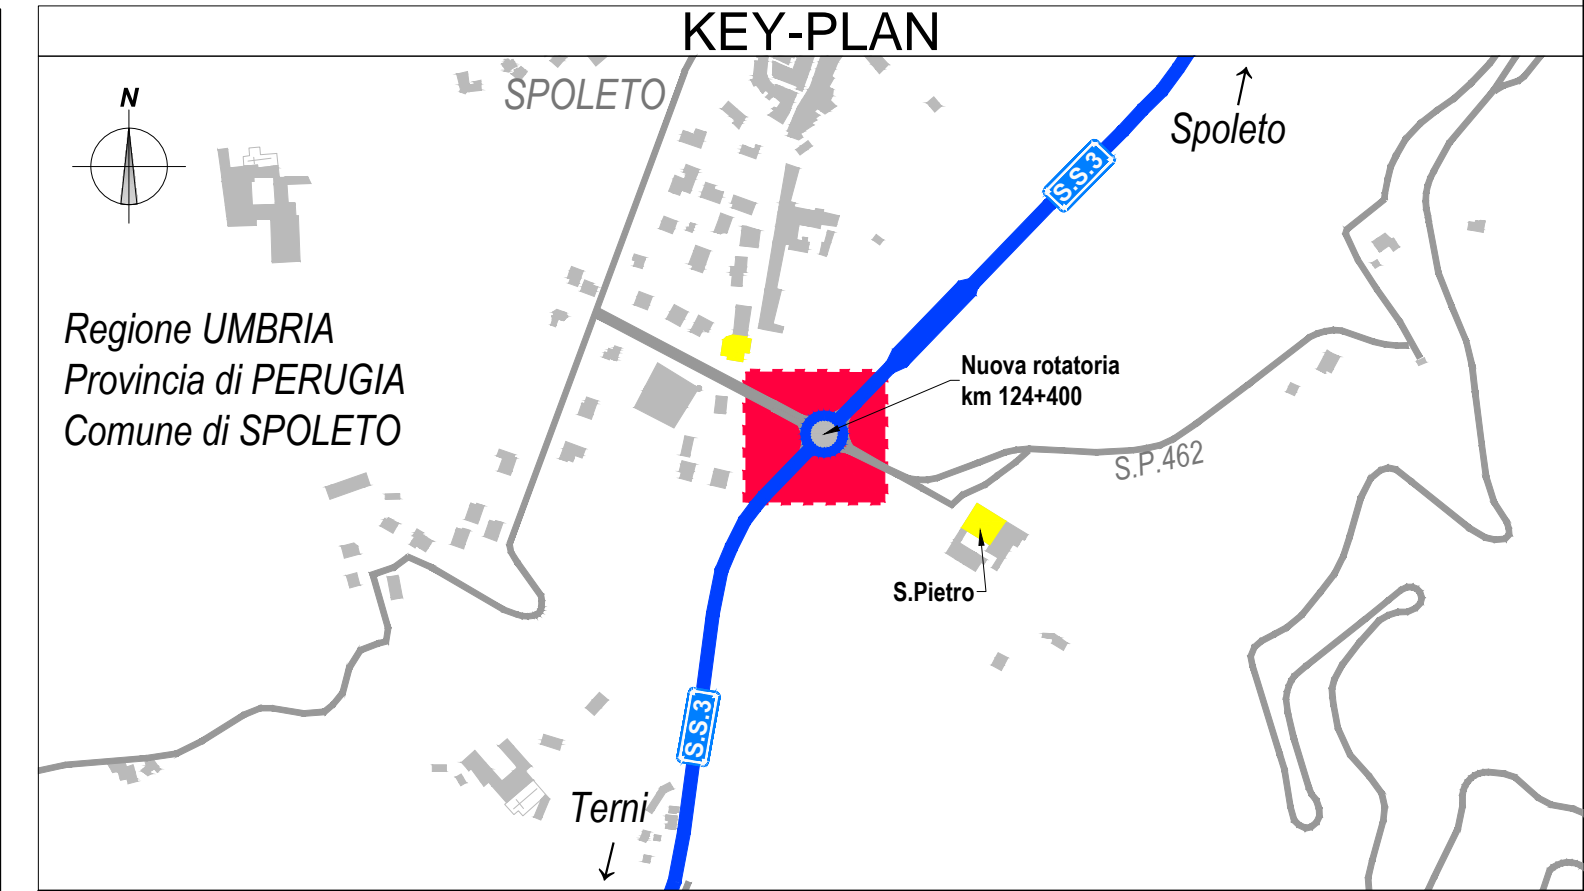 KEY-PLAN
N
SPOLETO
Spoleto
S.S.3
Regione UMBRIA
Provincia di PERUGIA
Comune di SPOLETO
Nuova rotatoria
km 124+400
S.P.462
S.Pietro
S.S.3
Terni